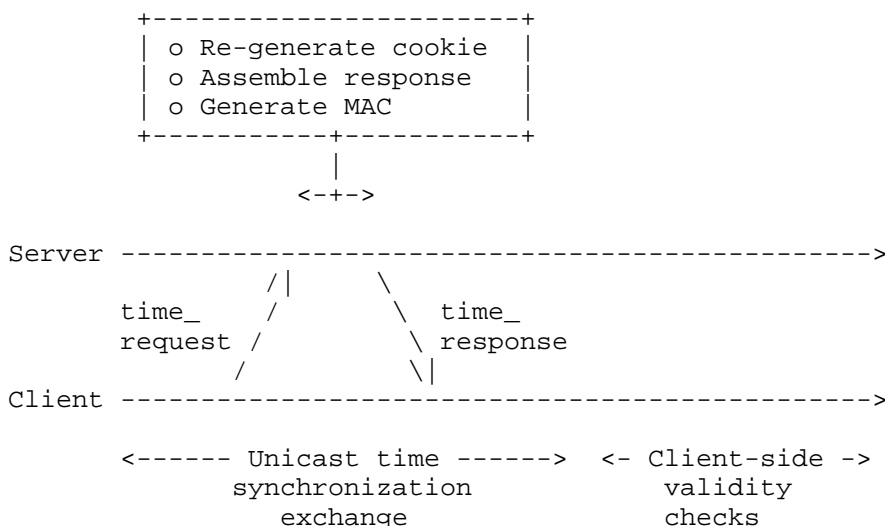 +-----------------------+
| o Re-generate cookie |
| o Assemble response |
| o Generate MAC |
+-----------+-----------+
|
<-+->
Server ----------------------------------------------->
/| \
time_ / \ time_
request / \ response
/ \|
Client ----------------------------------------------->
<------ Unicast time ------> <- Client-side ->
synchronization validity
exchange checks